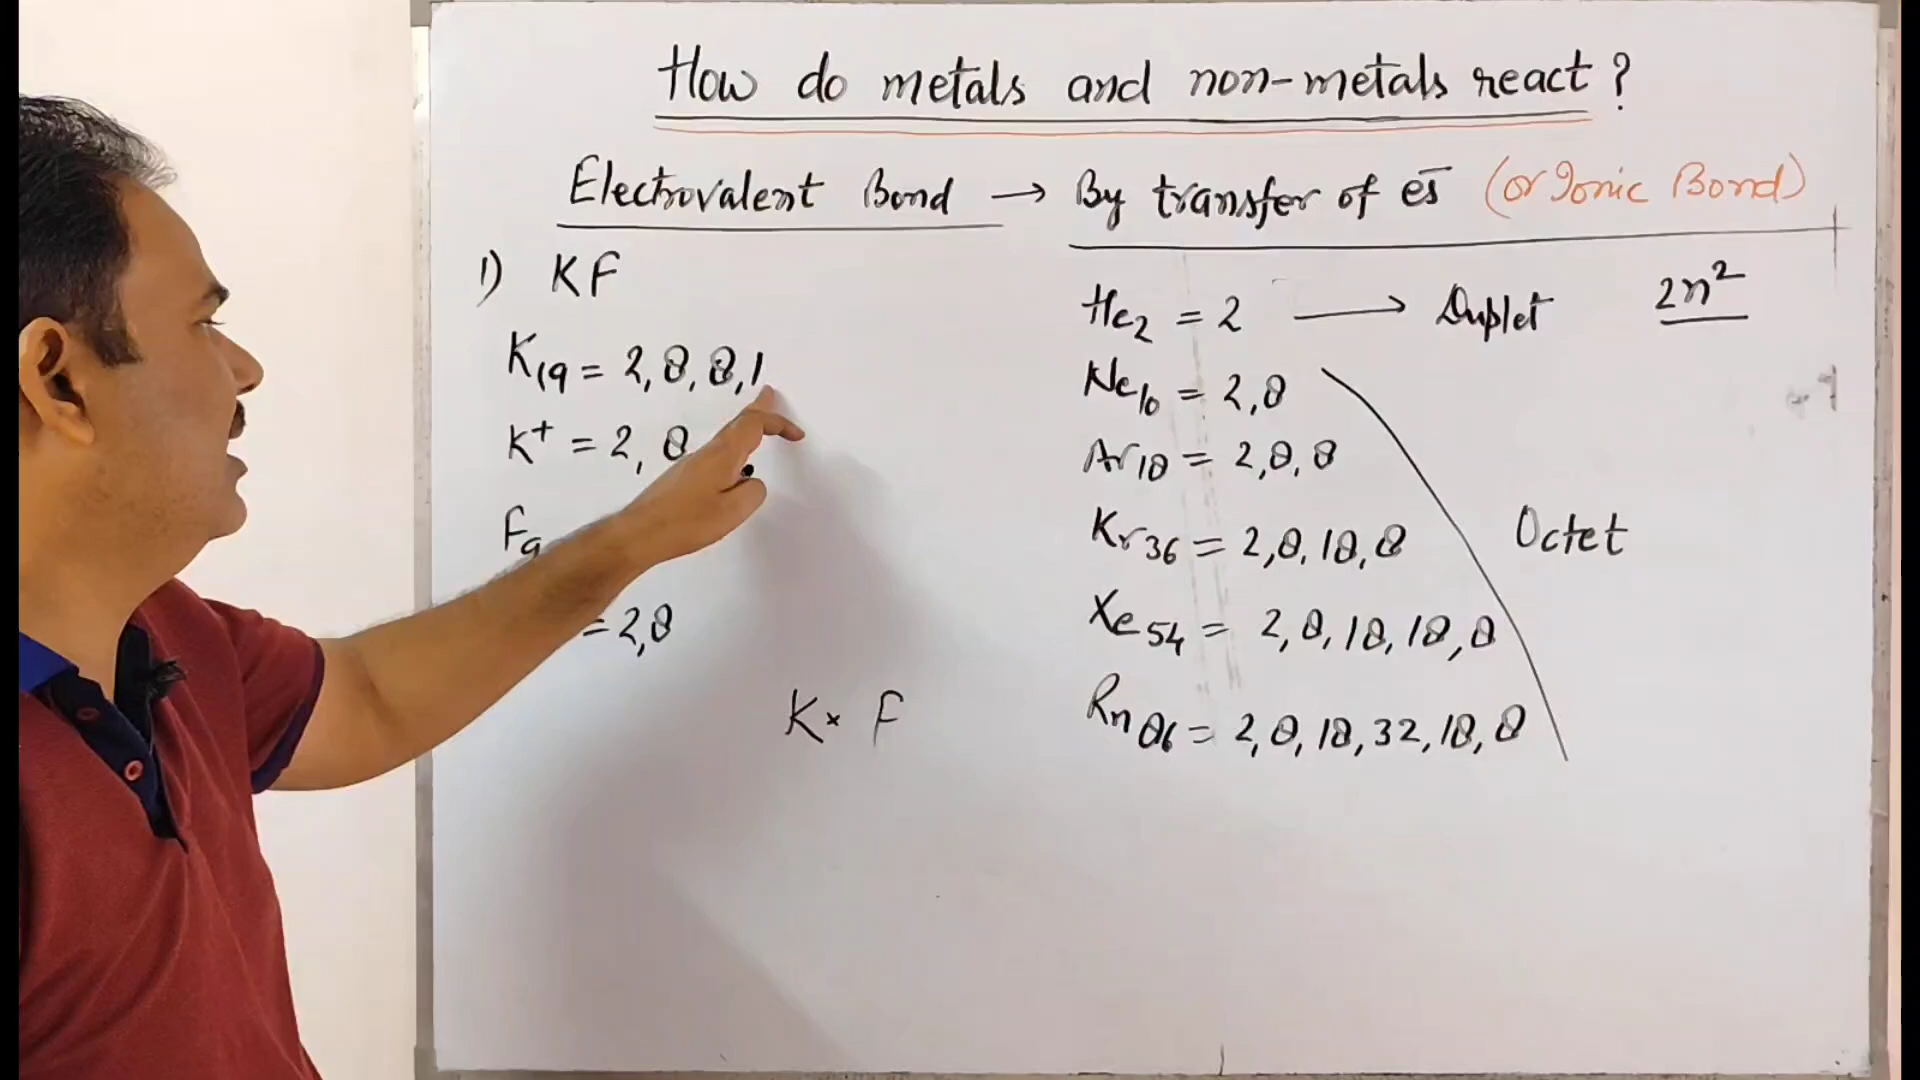 How do metals and non-metals react?
Electrovalent Bond → By transfer of es̄ (or Ionic Bond)
1) KF
K₁₉ = 2, 8, 8, 1
K⁺ = 2, 8
F₉
= 2, 8
K× F
He₂ = 2 → Duplet 2n²
Ne₁₀ = 2, 8
Ar₁₈ = 2, 8, 8
Kr₃₆ = 2, 8, 18, 8
Octet
Xe₅₄ = 2, 8, 18, 18, 8
Rn₈₆ = 2, 8, 18, 32, 18, 8